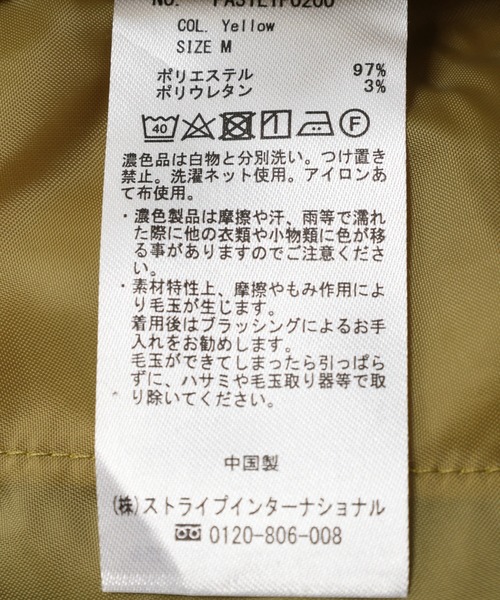 COL. Yellow
SIZE M
ポリエステル 97%
ポリウレタン 3%
40
F
濃色品は白物と分別洗い。つけ置き
禁止。洗濯ネット使用。アイロンあ
て布使用。
・濃色製品は摩擦や汗、雨等で濡れ
た際に他の衣類や小物類に色が移
る事がありますのでご注意くださ
い。
・素材特性上、摩擦やもみ作用によ
り毛玉が生じます。
着用後はブラッシングによるお手
入れをお勧めします。
毛玉ができてしまったら引っぱら
ずに、ハサミや毛玉取り器等で取
り除いてください。
中国製
(株)ストライプインターナショナル
0120-806-008